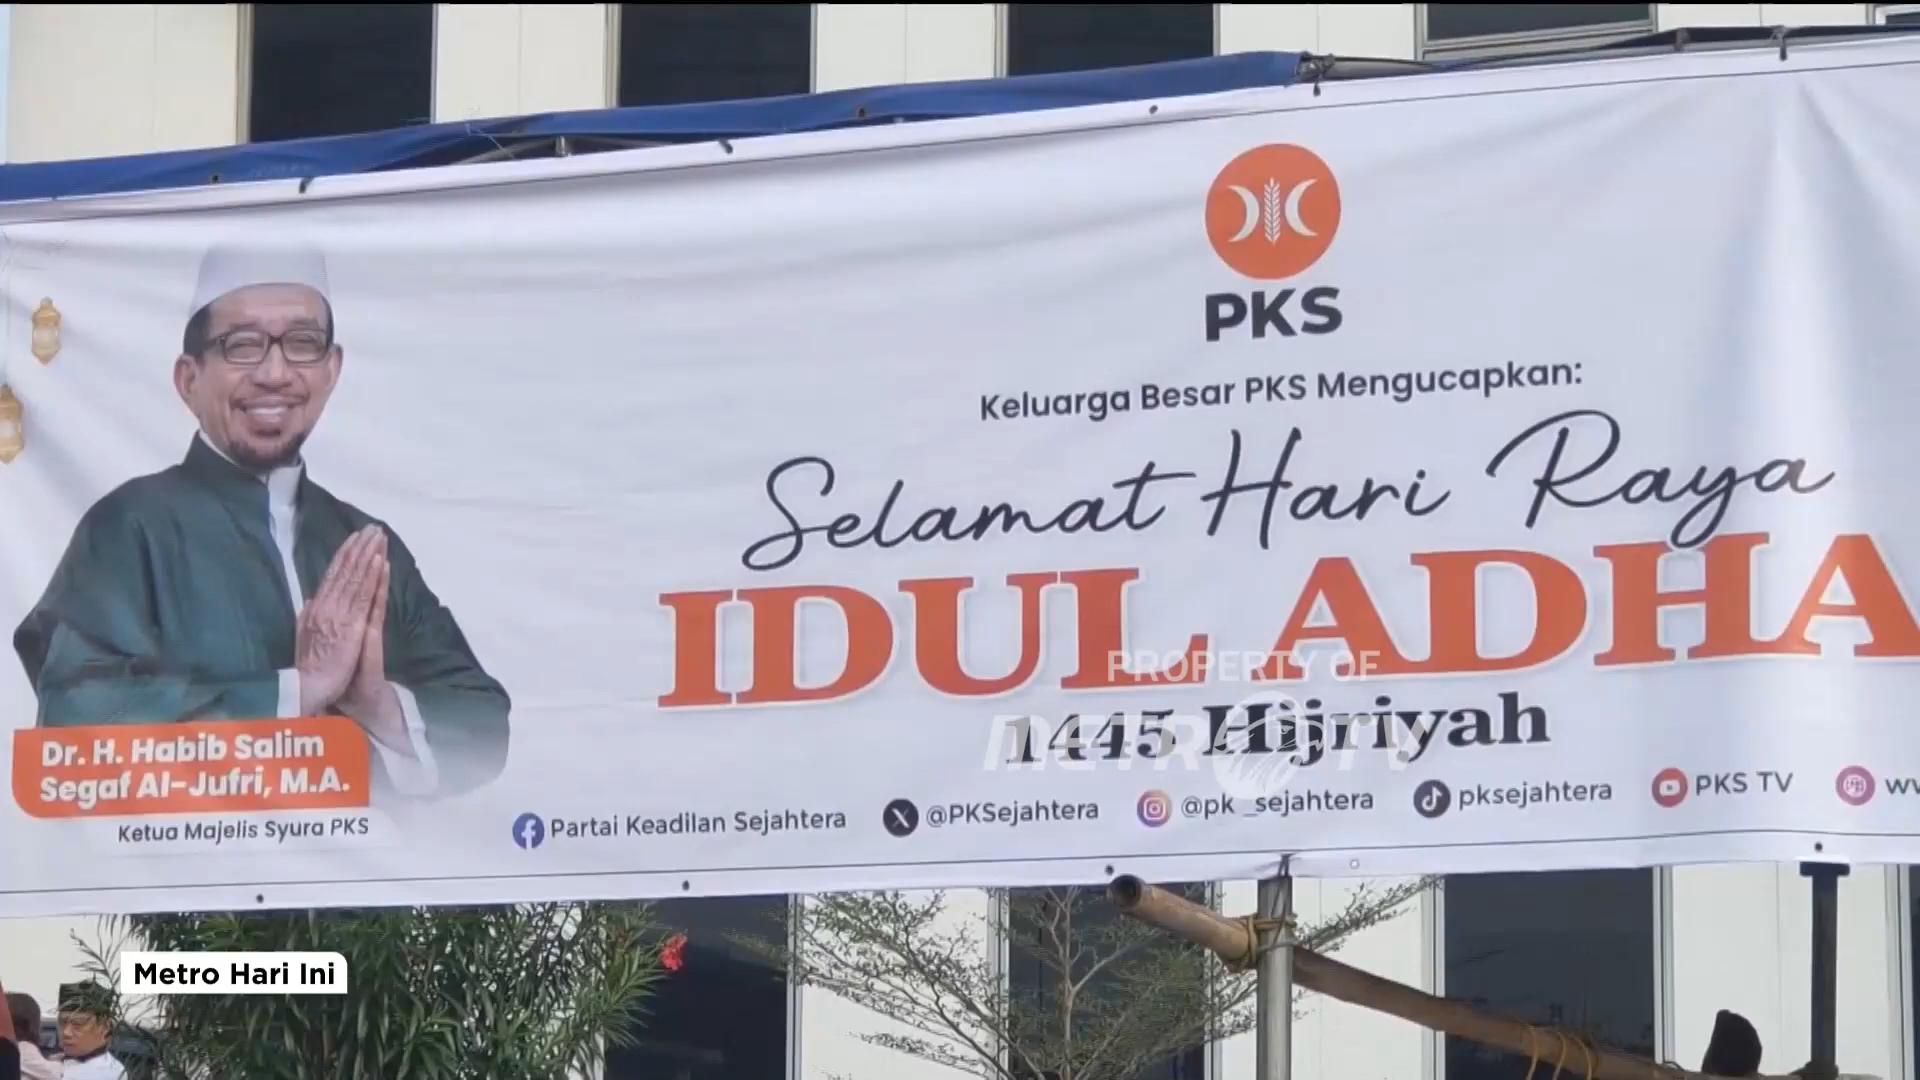 PKS
Keluarga Besar PKS Mengucapkan:
Selamat Hari Raya
IDUL ADHA
1445 Hijriyah
PROPERTY OF
METRO TV
Dr. H. Habib Salim
Segaf Al-Jufri, M.A.
Ketua Majelis Syura PKS
Partai Keadilan Sejahtera @PKSejahtera @pk_sejahtera pksejahtera PKS TV
Metro Hari Ini